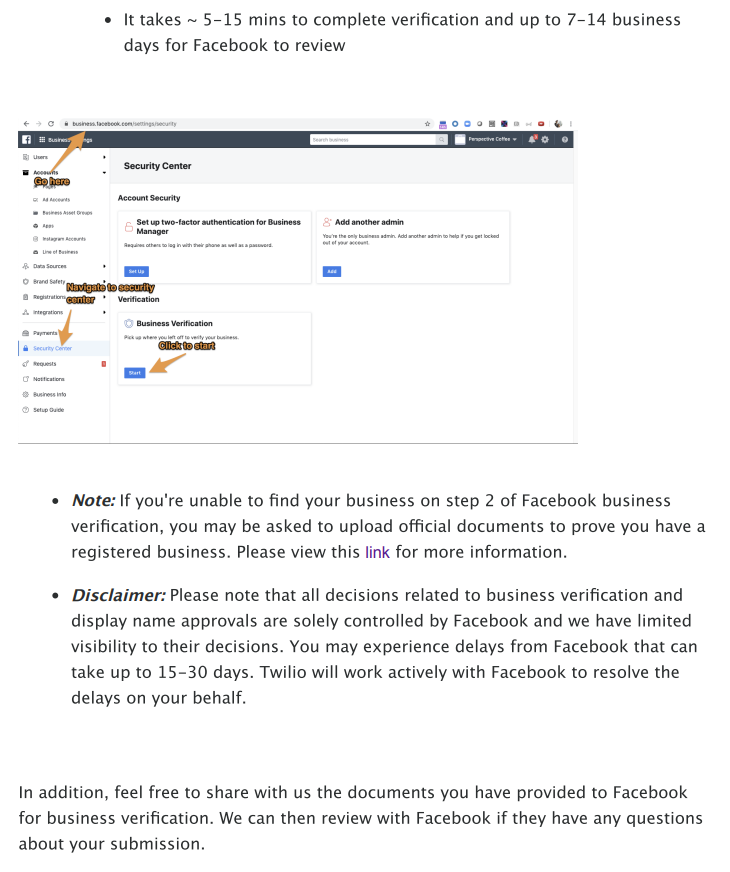 It takes ~ 5–15 mins to complete verification and up to 7–14 business
days for Facebook to review
business.facebook.com/settings/security
Search business
Perspective Coffee
Users
Accounts
Go here
Pages
Ad Accounts
Business Asset Groups
Apps
Instagram Accounts
Line of Business
Data Sources
Brand Safety
Registrations
Integrations
Payments
Security Center
Requests
Notifications
Business Info
Setup Guide
Navigate to security
center
Security Center
Account Security
Set up two-factor authentication for Business
Manager
Requires others to log in with their phone as well as a password.
Set Up
Add another admin
You're the only business admin. Add another admin to help if you get locked
out of your account.
Add
Verification
Business Verification
Pick up where you left off to verify your business.
Click to start
Start
Note: If you're unable to find your business on step 2 of Facebook business
verification, you may be asked to upload official documents to prove you have a
registered business. Please view this link for more information.
Disclaimer: Please note that all decisions related to business verification and
display name approvals are solely controlled by Facebook and we have limited
visibility to their decisions. You may experience delays from Facebook that can
take up to 15–30 days. Twilio will work actively with Facebook to resolve the
delays on your behalf.
In addition, feel free to share with us the documents you have provided to Facebook
for business verification. We can then review with Facebook if they have any questions
about your submission.